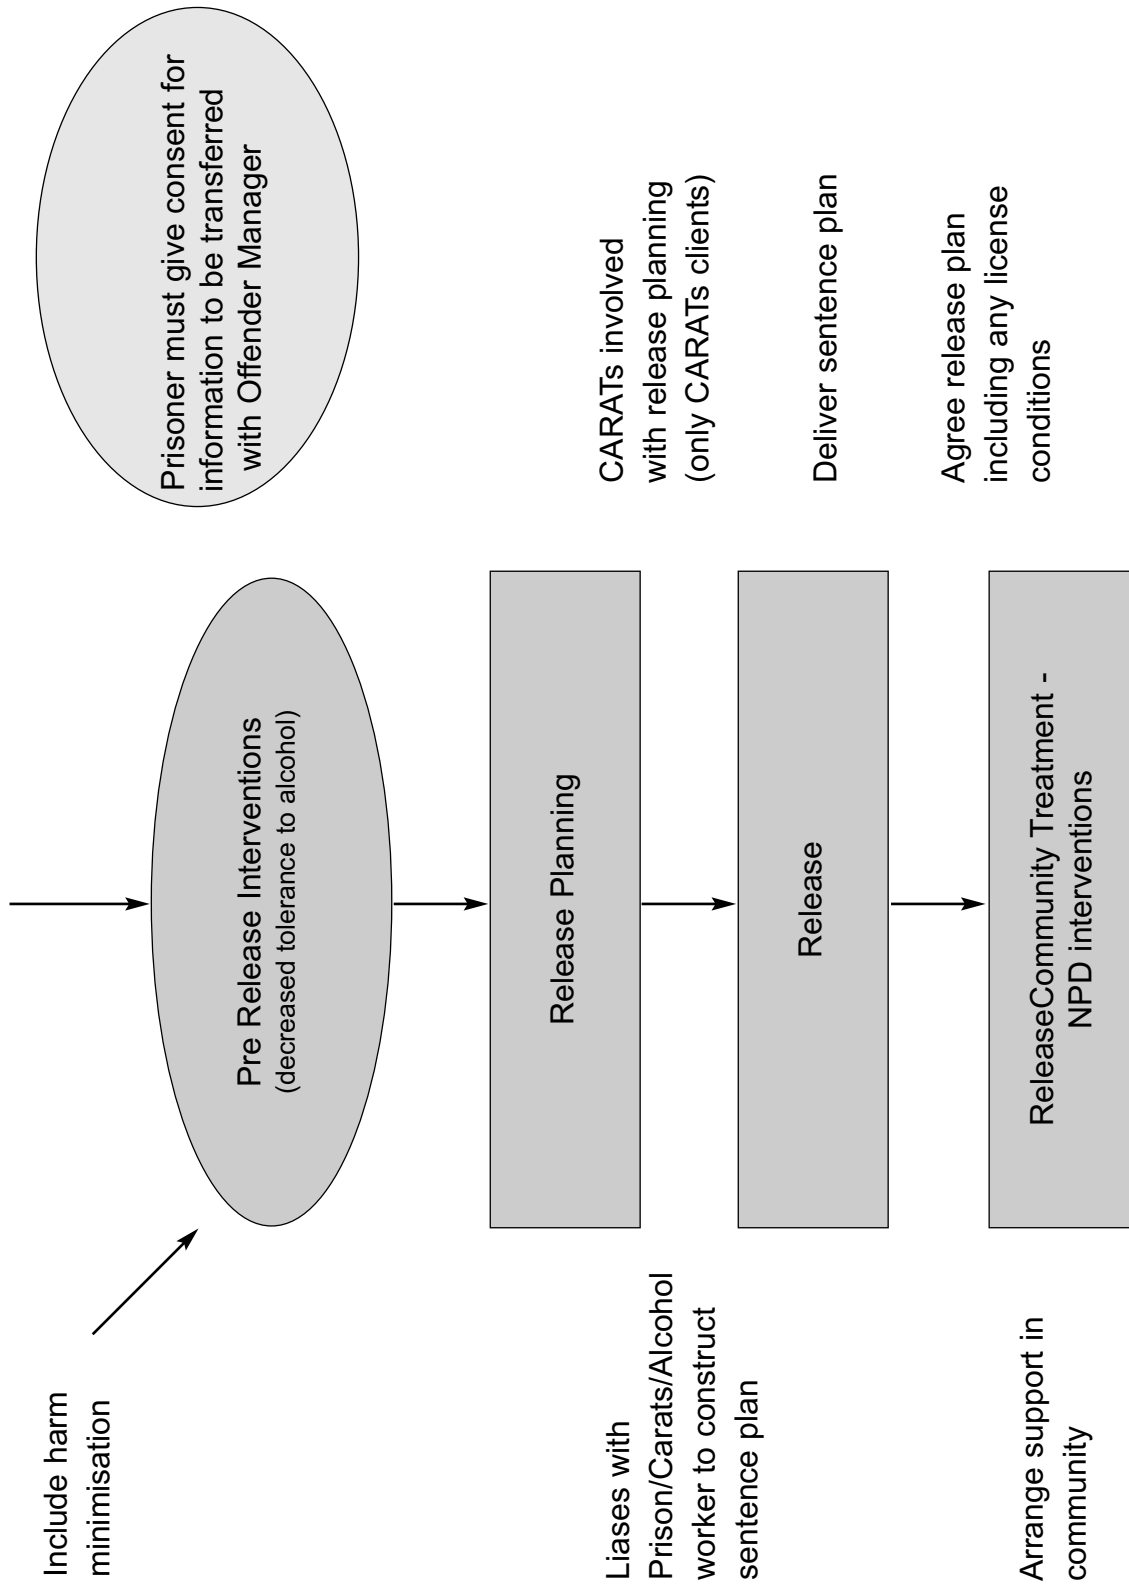 Include harm
minimisation
Pre Release Interventions
(decreased tolerance to alcohol)
Prisoner must give consent for
information to be transferred
with Offender Manager
Liases with
Prison/Carats/Alcohol
worker to construct
sentence plan
Release Planning
CARATs involved
with release planning
(only CARATs clients)
Release
Deliver sentence plan
Arrange support in
community
ReleaseCommunity Treatment -
NPD interventions
Agree release plan
including any license
conditions